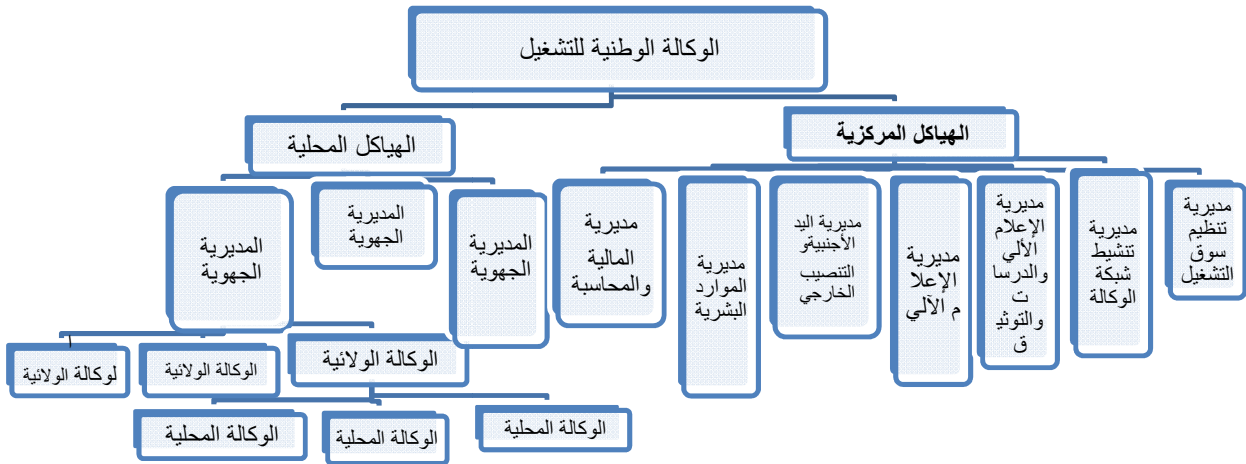 الوكالة الوطنية للتشغيل
الهياكل المركزية
الهياكل المحلية
مديرية
تنظيم
سوق
التشغيل
مديرية
تنشيط
شبكة
الوكالة
مديرية
الإعلام
الألي
والدرسا
ت
والتوثي
ق
مديرية
الإعلا
م الآلي
مديرية اليد
الأجنبيةو
التنصيب
الخارجي
مديرية
الموارد
البشرية
مديرية
المالية
والمحاسبة
المديرية
الجهوية
المديرية
الجهوية
المديرية
الجهوية
الوكالة الولائية
الوكالة الولائية
لوكالة الولائية
الوكالة المحلية
الوكالة المحلية
الوكالة المحلية